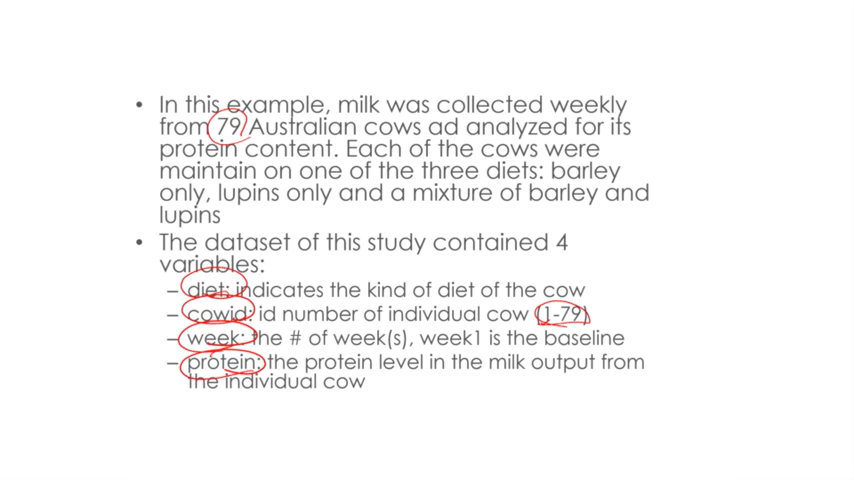 • In this example, milk was collected weekly
from 79 Australian cows ad analyzed for its
protein content. Each of the cows were
maintain on one of the three diets: barley
only, lupins only and a mixture of barley and
lupins
• The dataset of this study contained 4
variables:
– diet: indicates the kind of diet of the cow
– cowid: id number of individual cow (1-79)
– week: the # of week(s), week1 is the baseline
– protein: the protein level in the milk output from
the individual cow